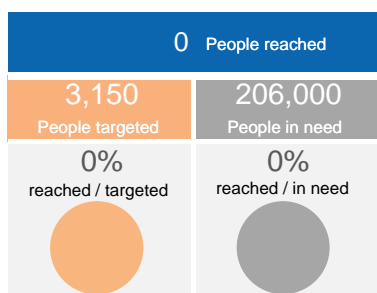 0 People reached
3,150
People targeted
206,000
People in need
0%
reached / targeted
0%
reached / in need